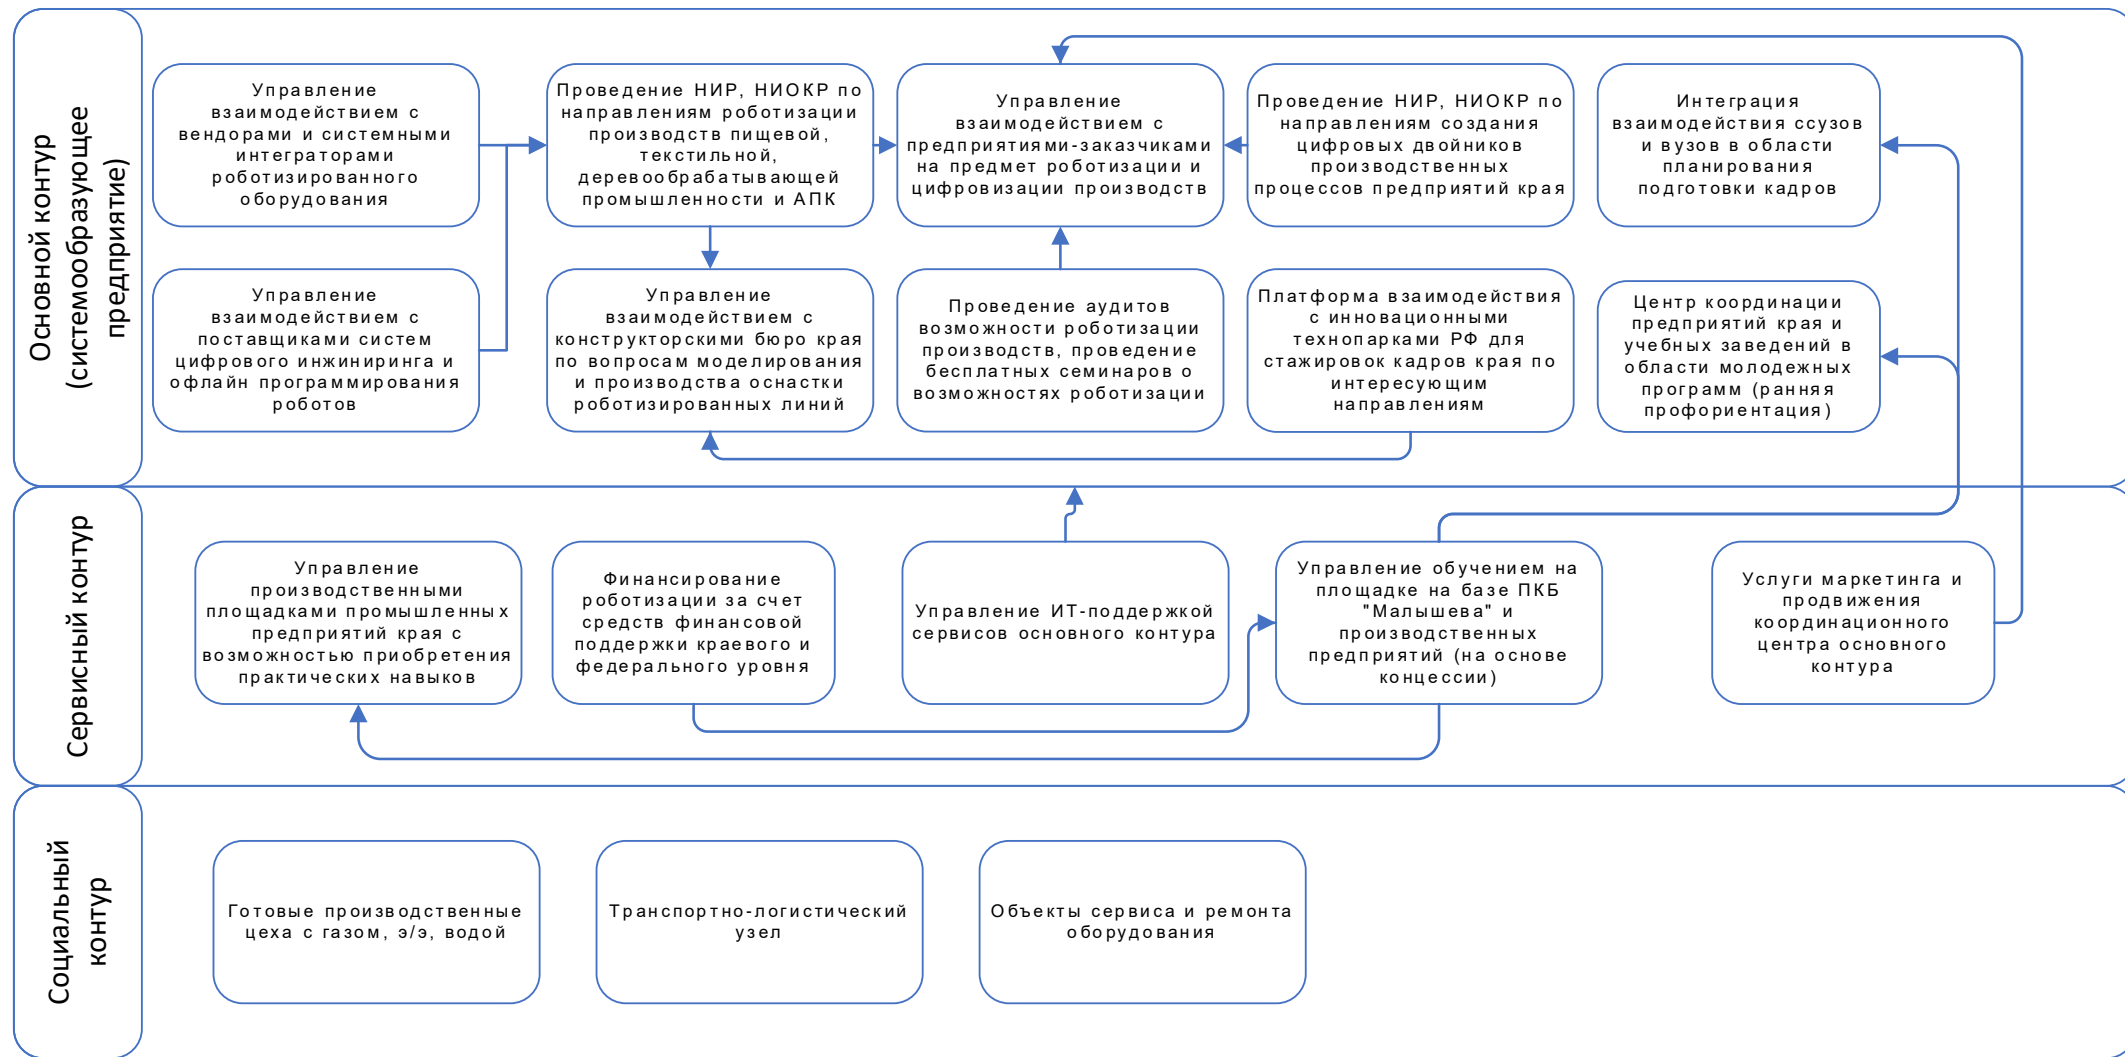 Основной контур
(системообразующее
предприятие)
Управление
взаимодействием с
вендорами и системными
интеграторами
роботизированного
оборудования
Проведение НИР, НИОКР по
направлениям роботизации
производств пищевой,
текстильной,
деревообрабатывающей
промышленности и АПК
Управление
взаимодействием с
предприятиями-заказчиками
на предмет роботизации и
цифровизации производств
Проведение НИР, НИОКР по
направлениям создания
цифровых двойников
производственных
процессов предприятий края
Интеграция
взаимодействия ссузов
и вузов в области
планирования
подготовки кадров
Управление
взаимодействием с
поставщиками систем
цифрового инжиниринга и
офлайн программирования
роботов
Управление
взаимодействием с
конструкторскими бюро края
по вопросам моделирования
и производства оснастки
роботизированных линий
Проведение аудитов
возможности роботизации
производств, проведение
бесплатных семинаров о
возможностях роботизации
Платформа взаимодействия
с инновационными
технопарками РФ для
стажировок кадров края по
интересующим
направлениям
Центр координации
предприятий края и
учебных заведений в
области молодежных
программ (ранняя
профориентация)
Сервисный контур
Управление
производственными
площадками промышленных
предприятий края с
возможностью приобретения
практических навыков
Финансирование
роботизации за счет
средств финансовой
поддержки краевого и
федерального уровня
Управление ИТ-поддержкой
сервисов основного контура
Управление обучением на
площадке на базе ПКБ
"Малышева" и
производственных
предприятий (на основе
концессии)
Услуги маркетинга и
продвижения
координационного
центра основного
контура
Социальный
контур
Готовые производственные
цеха с газом, э/э, водой
Транспортно-логистический
узел
Объекты сервиса и ремонта
оборудования